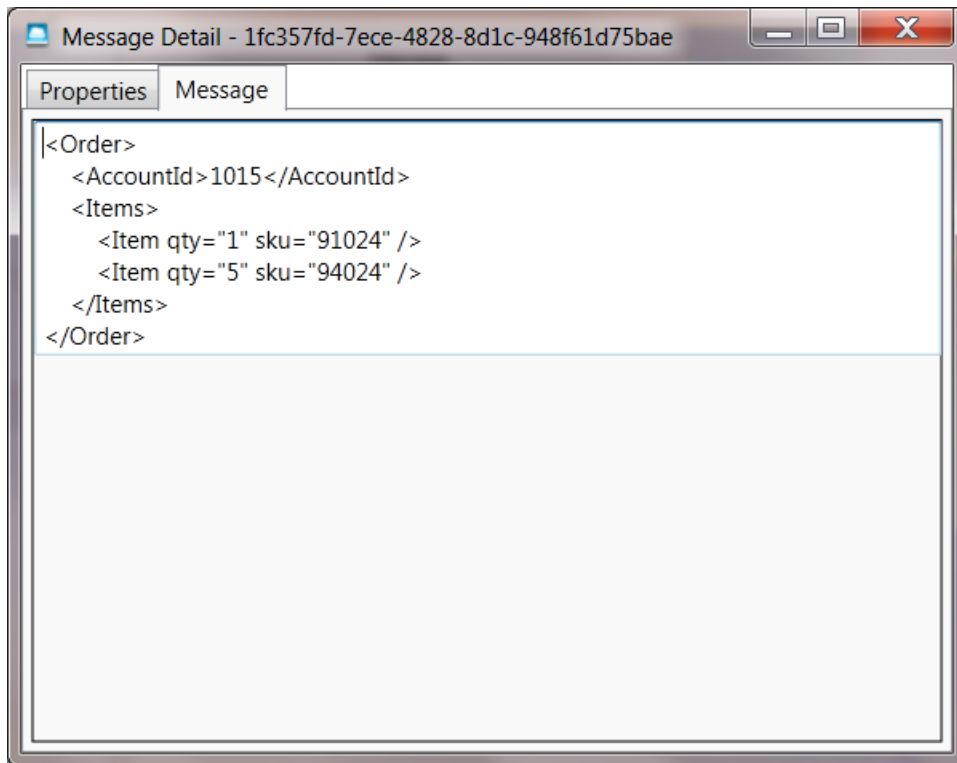 Message Detail - 1fc357fd-7ece-4828-8d1c-948f61d75bae
Properties Message
<Order>
  <AccountId>1015</AccountId>
  <Items>
    <Item qty="1" sku="91024" />
    <Item qty="5" sku="94024" />
  </Items>
</Order>